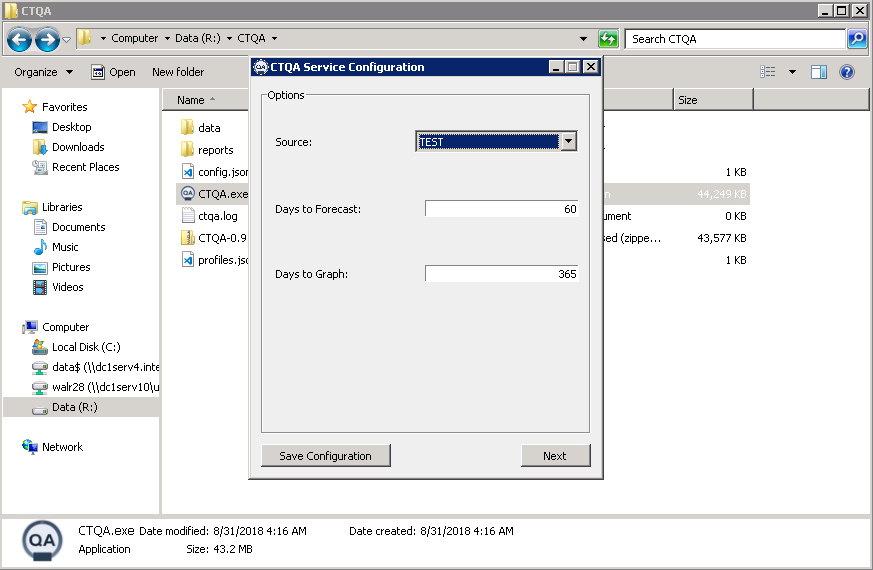 CTQA
Computer Data (R:) CTQA
Search CTQA
Organize Open New folder
Name Size
Favorites
Desktop
Downloads
Recent Places
Libraries
Documents
Music
Pictures
Videos
Computer
Local Disk (C:)
data$ (\\dc1serv4.inte
walr28 (\\dc1serv10\u
Data (R:)
Network
data
reports
config.json 1 KB
CTQA.exe n 44,249 KB
ctqa.log ument 0 KB
CTQA-0.9 sed (zippe... 43,577 KB
profiles.jso 1 KB
QA CTQA Service Configuration
Options
Source: TEST
Days to Forecast: 60
Days to Graph: 365
Save Configuration Next
QA
CTQA.exe Date modified: 8/31/2018 4:16 AM Date created: 8/31/2018 4:16 AM
Application Size: 43.2 MB